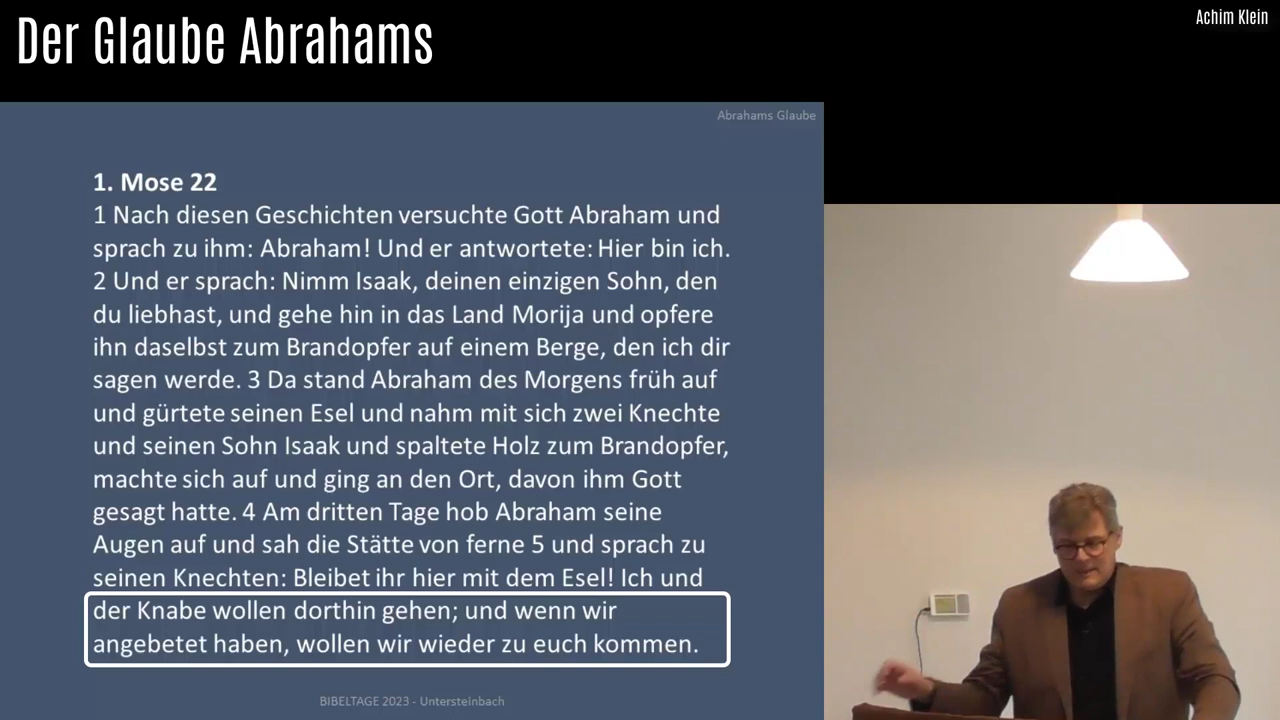 Der Glaube Abrahams
Achim Klein
Abrahams Glaube
1. Mose 22
1 Nach diesen Geschichten versuchte Gott Abraham und
sprach zu ihm: Abraham! Und er antwortete: Hier bin ich.
2 Und er sprach: Nimm Isaak, deinen einzigen Sohn, den
du liebhast, und gehe hin in das Land Morija und opfere
ihn daselbst zum Brandopfer auf einem Berge, den ich dir
sagen werde. 3 Da stand Abraham des Morgens früh auf
und gürtete seinen Esel und nahm mit sich zwei Knechte
und seinen Sohn Isaak und spaltete Holz zum Brandopfer,
machte sich auf und ging an den Ort, davon ihm Gott
gesagt hatte. 4 Am dritten Tage hob Abraham seine
Augen auf und sah die Stätte von ferne 5 und sprach zu
seinen Knechten: Bleibet ihr hier mit dem Esel! Ich und
der Knabe wollen dorthin gehen; und wenn wir
angebetet haben, wollen wir wieder zu euch kommen.
BIBELTAGE 2023 - Untersteinbach